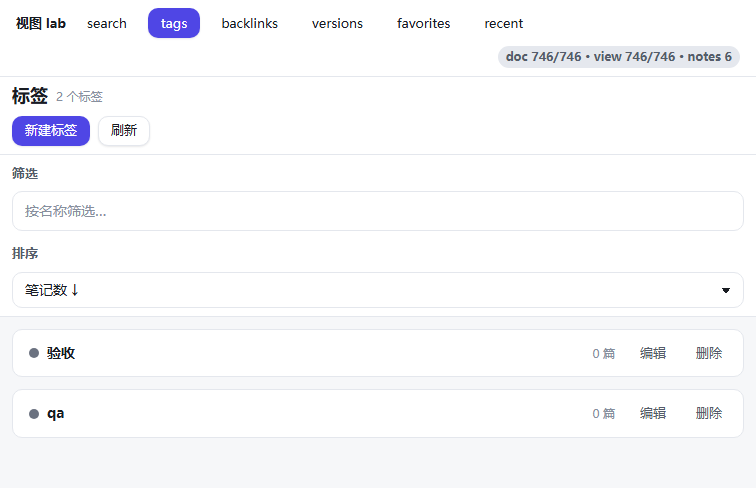 视图 lab search tags backlinks versions favorites recent
doc 746/746 • view 746/746 • notes 6
标签 2 个标签
新建标签 刷新
筛选
按名称筛选...
排序
笔记数↓
验收 0 篇 编辑 删除
qa 0 篇 编辑 删除